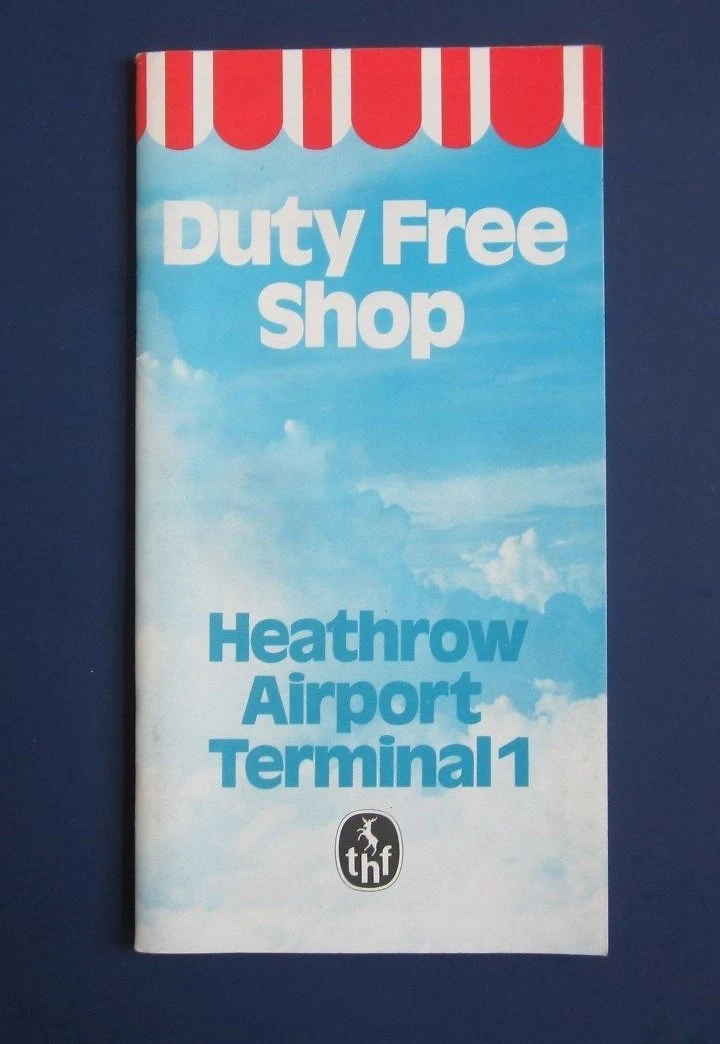 Duty Free
Shop
Heathrow
Airport
Terminal 1
thf